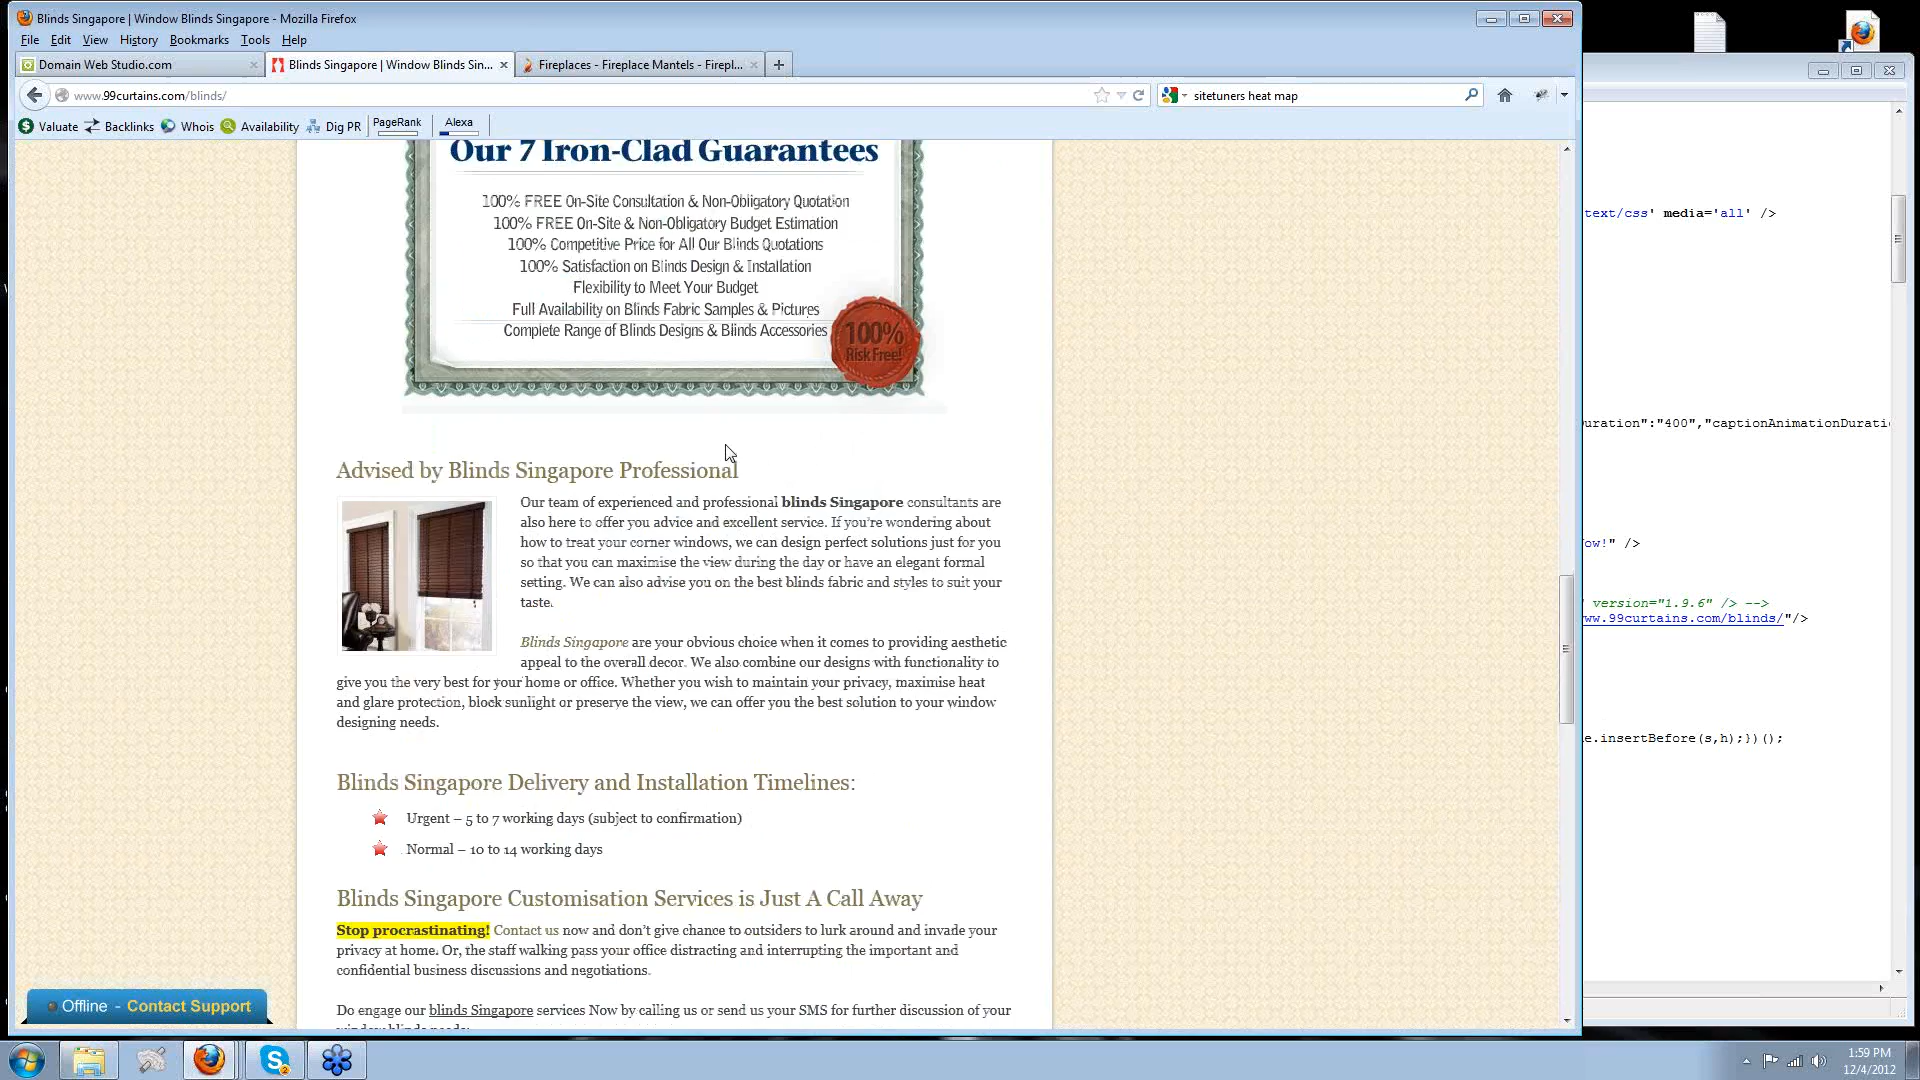 Blinds Singapore | Window Blinds Singapore - Mozilla Firefox
File Edit View History Bookmarks Tools Help
Domain Web Studio.com
Blinds Singapore | Window Blinds Sin...
Fireplaces - Fireplace Mantels - Firepl...
www.99curtains.com/blinds/
sitetuners heat map
Valuate Backlinks Whois Availability Dig PR PageRank Alexa
Our 7 Iron-Clad Guarantees
100% FREE On-Site Consultation & Non-Obligatory Quotation
100% FREE On-Site & Non-Obligatory Budget Estimation
100% Competitive Price for All Our Blinds Quotations
100% Satisfaction on Blinds Design & Installation
Flexibility to Meet Your Budget
Full Availability on Blinds Fabric Samples & Pictures
Complete Range of Blinds Designs & Blinds Accessories
100%
Risk Free!
Advised by Blinds Singapore Professional
Our team of experienced and professional blinds Singapore consultants are
also here to offer you advice and excellent service. If you're wondering about
how to treat your corner windows, we can design perfect solutions just for you
so that you can maximise the view during the day or have an elegant formal
setting. We can also advise you on the best blinds fabric and styles to suit your
taste.
Blinds Singapore are your obvious choice when it comes to providing aesthetic
appeal to the overall decor. We also combine our designs with functionality to
give you the very best for your home or office. Whether you wish to maintain your privacy, maximise heat
and glare protection, block sunlight or preserve the view, we can offer you the best solution to your window
designing needs.
Blinds Singapore Delivery and Installation Timelines:
Urgent – 5 to 7 working days (subject to confirmation)
Normal – 10 to 14 working days
Blinds Singapore Customisation Services is Just A Call Away
Stop procrastinating! Contact us now and don't give chance to outsiders to lurk around and invade your
privacy at home. Or, the staff walking pass your office distracting and interrupting the important and
confidential business discussions and negotiations.
Do engage our blinds Singapore services Now by calling us or send us your SMS for further discussion of your
window blinds needs:
Offline - Contact Support
text/css' media='all' />
uration":"400","captionAnimationDurati
ow!" />
version="1.9.6" /> -->
ww.99curtains.com/blinds/"/>
e.insertBefore(s,h);})();
2
1:59 PM
12/4/2012